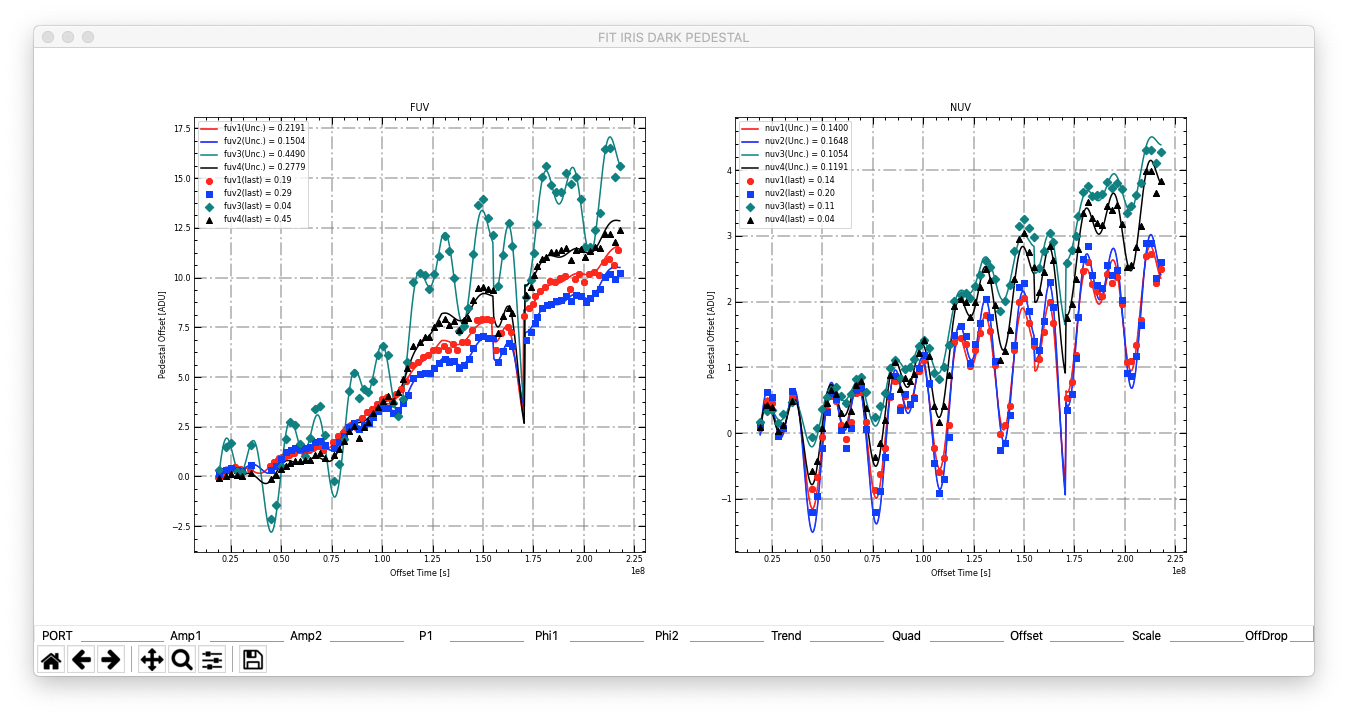 FIT IRIS DARK PEDESTAL
FUV
17.5
15.0
12.5
10.0
7.5
5.0
2.5
0.0
−2.5
Pedestal Offset [ADU]
fuv1(Unc.) = 0.2191
fuv2(Unc.) = 0.1504
fuv3(Unc.) = 0.4490
fuv4(Unc.) = 0.2779
fuv1(last) = 0.19
fuv2(last) = 0.29
fuv3(last) = 0.04
fuv4(last) = 0.45
0.25 0.50 0.75 1.00 1.25 1.50 1.75 2.00 2.25
Offset Time [s]
1e8
NUV
4
3
2
1
0
−1
Pedestal Offset [ADU]
nuv1(Unc.) = 0.1400
nuv2(Unc.) = 0.1648
nuv3(Unc.) = 0.1054
nuv4(Unc.) = 0.1191
nuv1(last) = 0.14
nuv2(last) = 0.20
nuv3(last) = 0.11
nuv4(last) = 0.04
0.25 0.50 0.75 1.00 1.25 1.50 1.75 2.00 2.25
Offset Time [s]
1e8
PORT Amp1 Amp2 P1 Phi1 Phi2 Trend Quad Offset Scale OffDrop